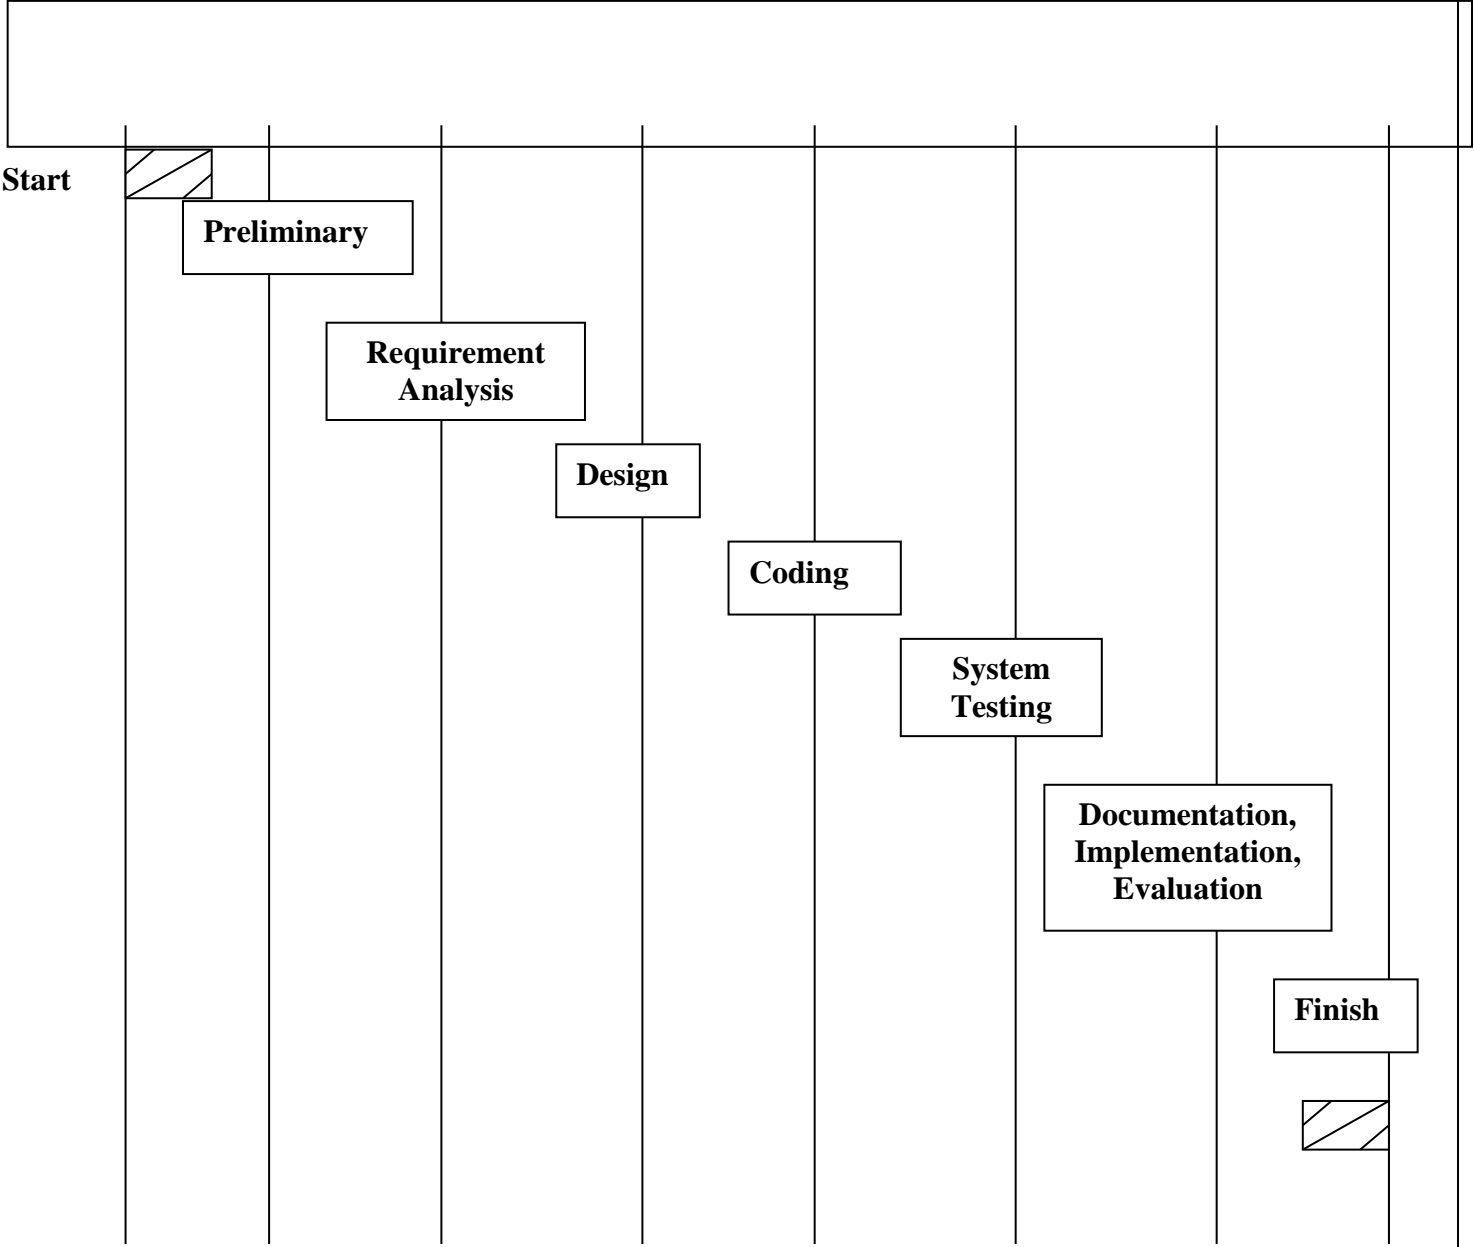 Start
Preliminary
Requirement
Analysis
Design
Coding
System
Testing
Documentation,
Implementation,
Evaluation
Finish